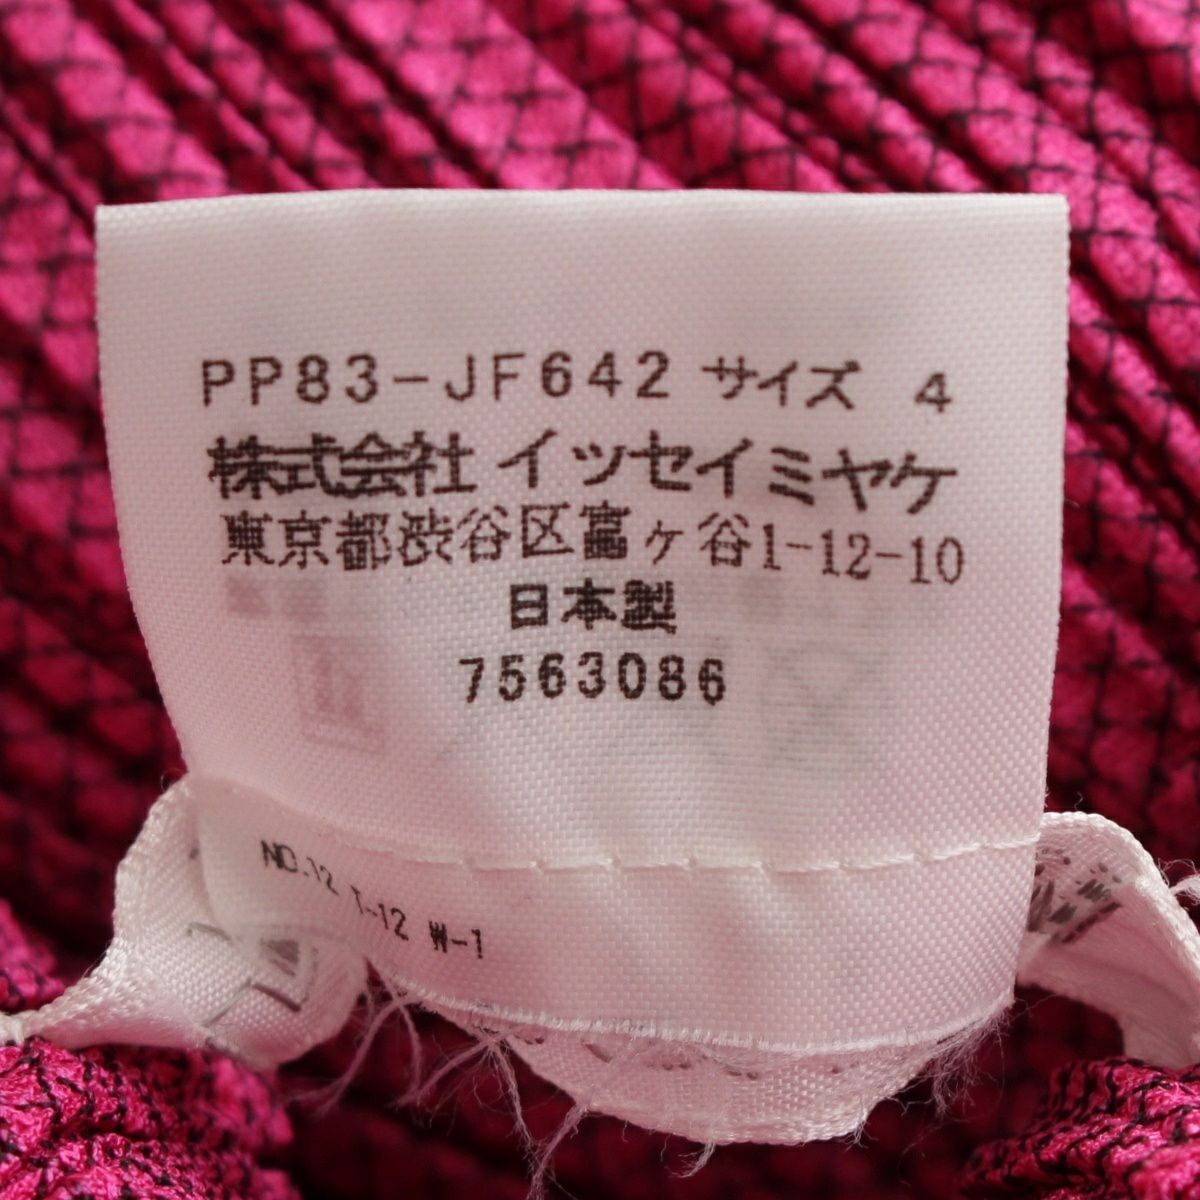 PP83-JF642 サイズ 4
株式会社 イッセイミヤケ
東京都渋谷区富ヶ谷1-12-10
日本製
7563086
NO.12 T-12 W-1